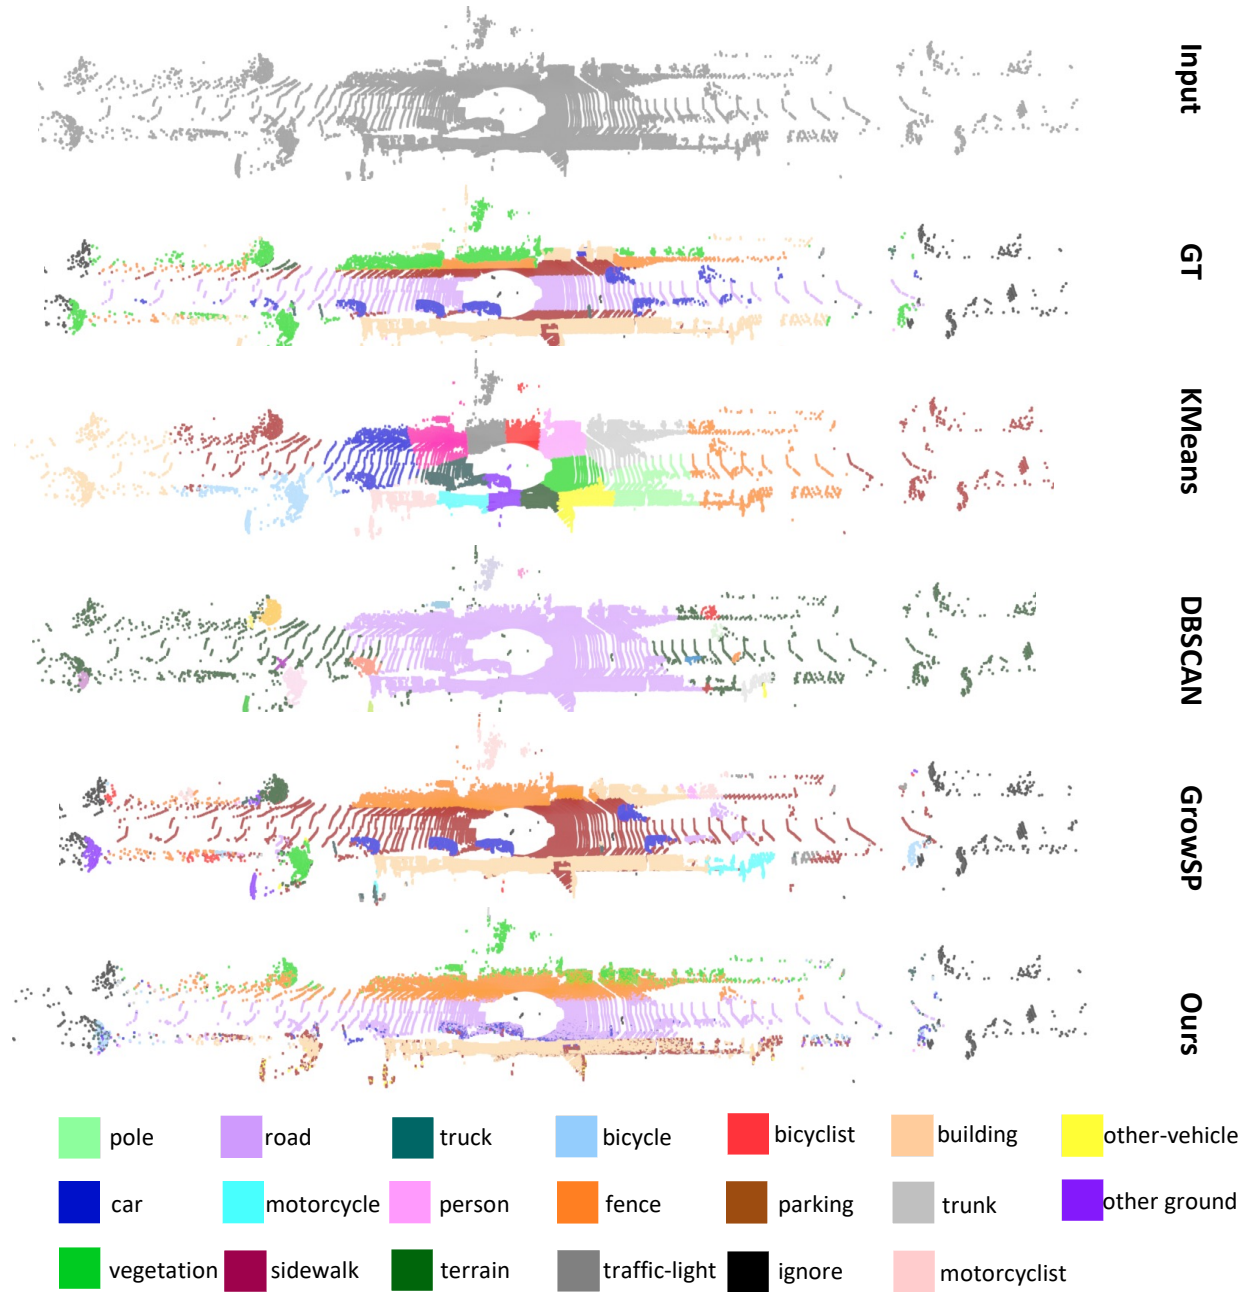 Input
GT
KMeans
DBSCAN
GrowSP
Ours
pole road truck bicycle bicyclist building other-vehicle
car motorcycle person fence parking trunk other ground
vegetation sidewalk terrain traffic-light ignore motorcyclist